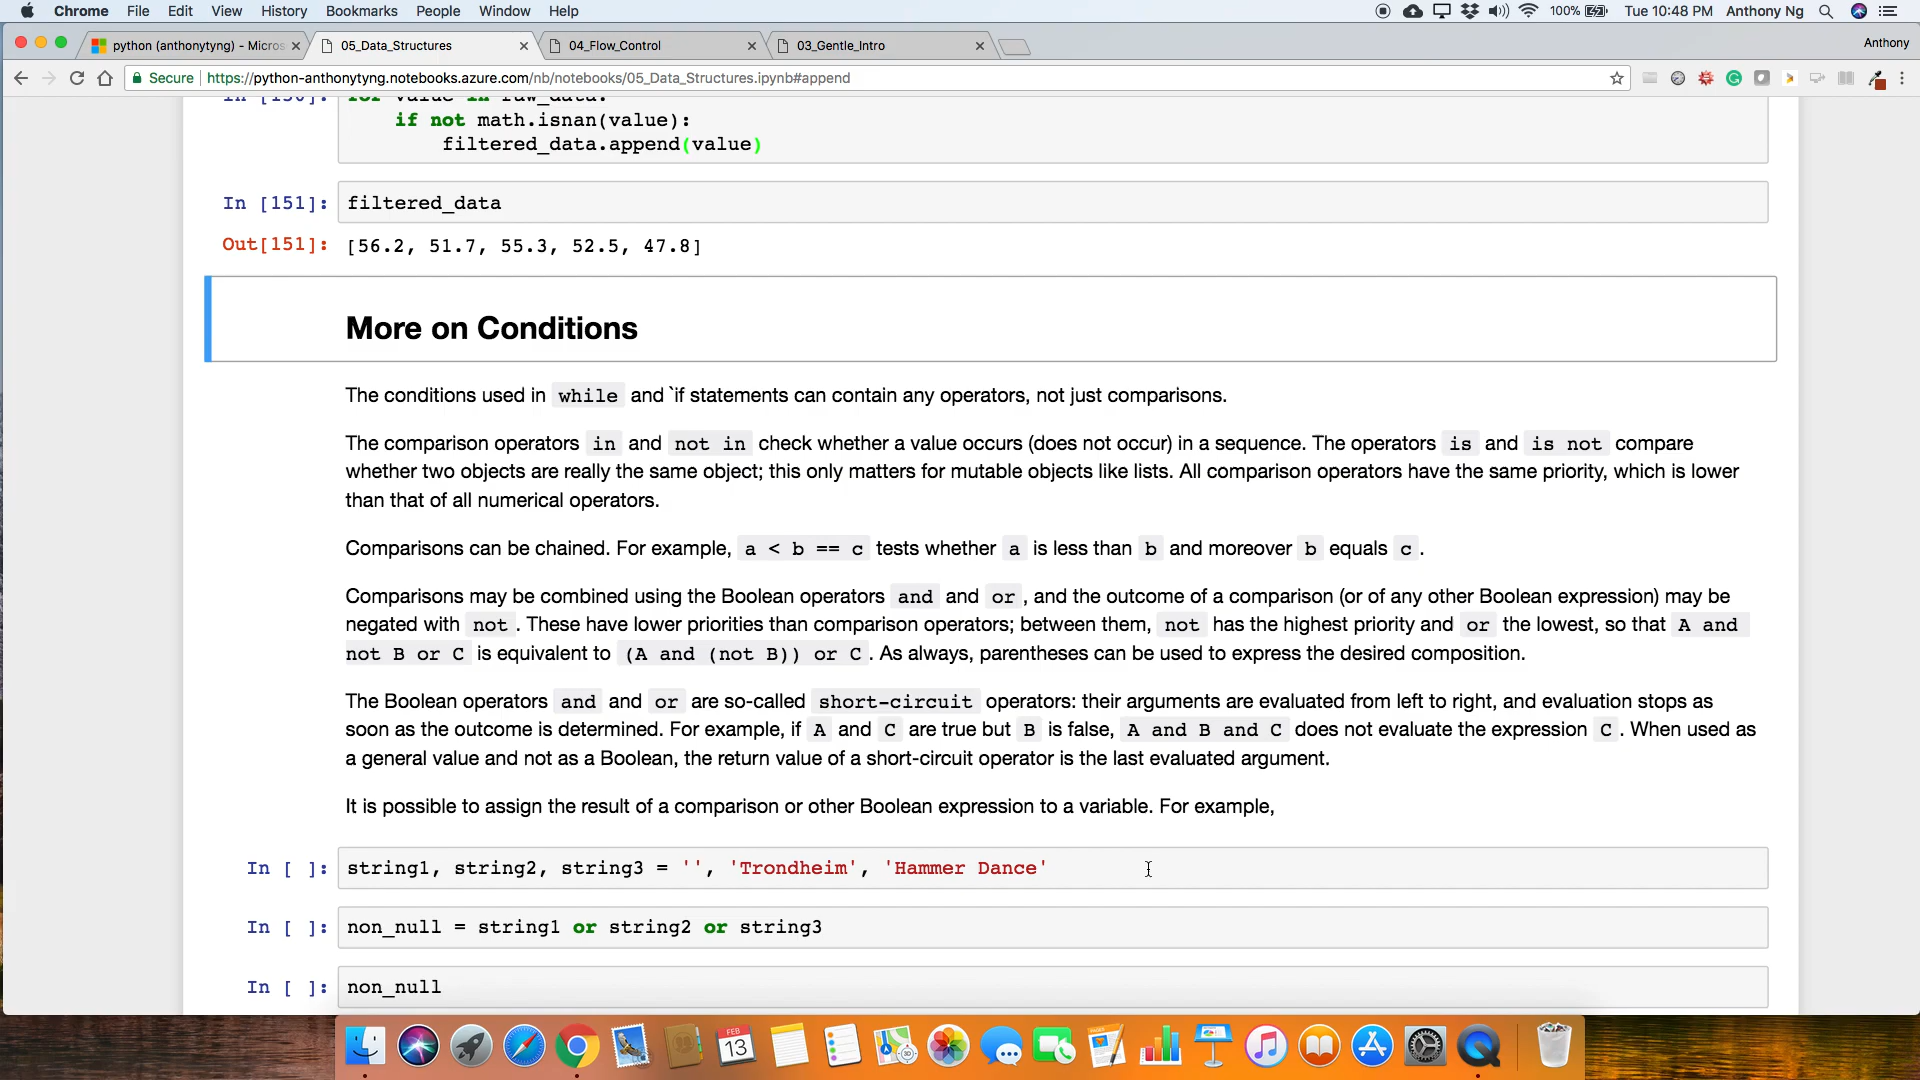 Chrome File Edit View History Bookmarks People Window Help 100% Tue 10:48 PM Anthony Ng
python (anthonytyng) - Micros 05_Data_Structures 04_Flow_Control 03_Gentle_Intro Anthony
Secure https://python-anthonytyng.notebooks.azure.com/nb/notebooks/05_Data_Structures.ipynb#append
In [150]: for value in raw_data:
if not math.isnan(value):
filtered_data.append(value)
In [151]: filtered_data
Out[151]: [56.2, 51.7, 55.3, 52.5, 47.8]
More on Conditions
The conditions used in while and `if statements can contain any operators, not just comparisons.
The comparison operators in and not in check whether a value occurs (does not occur) in a sequence. The operators is and is not compare
whether two objects are really the same object; this only matters for mutable objects like lists. All comparison operators have the same priority, which is lower
than that of all numerical operators.
Comparisons can be chained. For example, a < b == c tests whether a is less than b and moreover b equals c .
Comparisons may be combined using the Boolean operators and and or , and the outcome of a comparison (or of any other Boolean expression) may be
negated with not . These have lower priorities than comparison operators; between them, not has the highest priority and or the lowest, so that A and
not B or C is equivalent to (A and (not B)) or C . As always, parentheses can be used to express the desired composition.
The Boolean operators and and or are so-called short-circuit operators: their arguments are evaluated from left to right, and evaluation stops as
soon as the outcome is determined. For example, if A and C are true but B is false, A and B and C does not evaluate the expression C . When used as
a general value and not as a Boolean, the return value of a short-circuit operator is the last evaluated argument.
It is possible to assign the result of a comparison or other Boolean expression to a variable. For example,
In [ ]: string1, string2, string3 = '', 'Trondheim', 'Hammer Dance'
In [ ]: non_null = string1 or string2 or string3
In [ ]: non_null
FEB
13